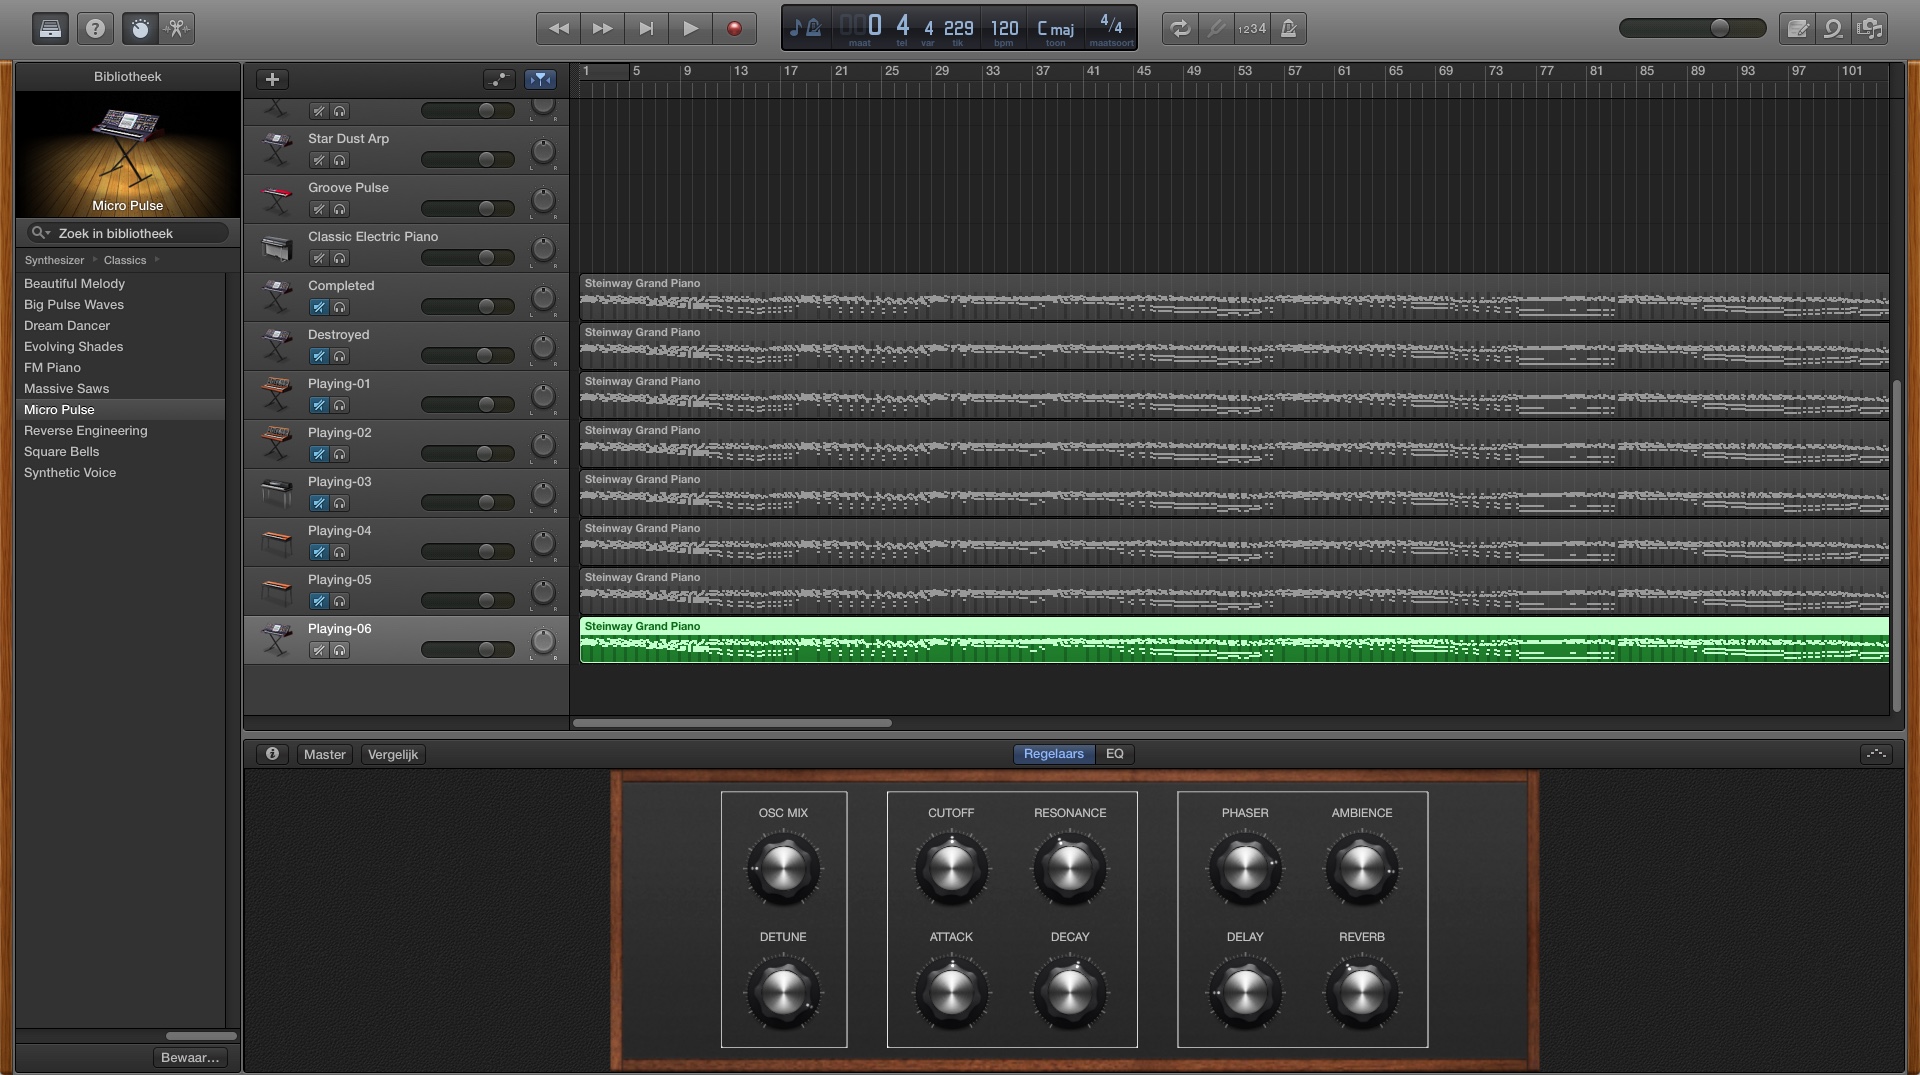 1234
0 4 4 229 120 C maj 4/4
maat tel var tik bpm toon maatsoort
Bibliotheek
Micro Pulse
Zoek in bibliotheek
Synthesizer Classics
Beautiful Melody
Big Pulse Waves
Dream Dancer
Evolving Shades
FM Piano
Massive Saws
Micro Pulse
Reverse Engineering
Square Bells
Synthetic Voice
Bewaar...
1 5 9 13 17 21 25 29 33 37 41 45 49 53 57 61 65 69 73 77 81 85 89 93 97 101
L R
Star Dust Arp
L R
Groove Pulse
L R
Classic Electric Piano
L R
Completed
L R
Steinway Grand Piano
Destroyed
L R
Steinway Grand Piano
Playing-01
L R
Steinway Grand Piano
Playing-02
L R
Steinway Grand Piano
Playing-03
L R
Steinway Grand Piano
Playing-04
L R
Steinway Grand Piano
Playing-05
L R
Steinway Grand Piano
Playing-06
L R
Steinway Grand Piano
Master Vergelijk Regelaars EQ
OSC MIX CUTOFF RESONANCE PHASER AMBIENCE
DETUNE ATTACK DECAY DELAY REVERB